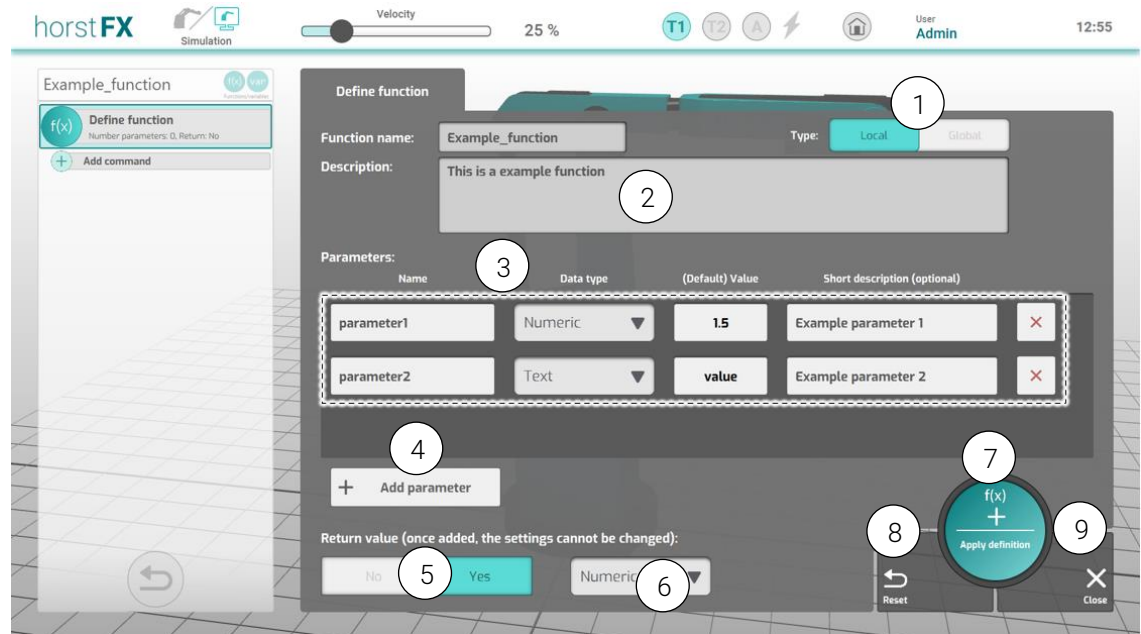 horstFX
Simulation
Velocity
25 %
T1
T2
A
User
Admin
12:55
Example_function
f(x)
var
Functions/variables
f(x)
Define function
Number parameters: 0, Return: No
+ Add command
Define function
1
Function name:
Example_function
Type:
Local
Global
Description:
This is a example function
2
Parameters:
3
Name
Data type
(Default) Value
Short description (optional)
parameter1
Numeric
1.5
Example parameter 1
parameter2
Text
value
Example parameter 2
4
+ Add parameter
7
f(x)
+
Apply definition
8
9
Return value (once added, the settings cannot be changed):
No
5
Yes
Numeric
6
Reset
Close